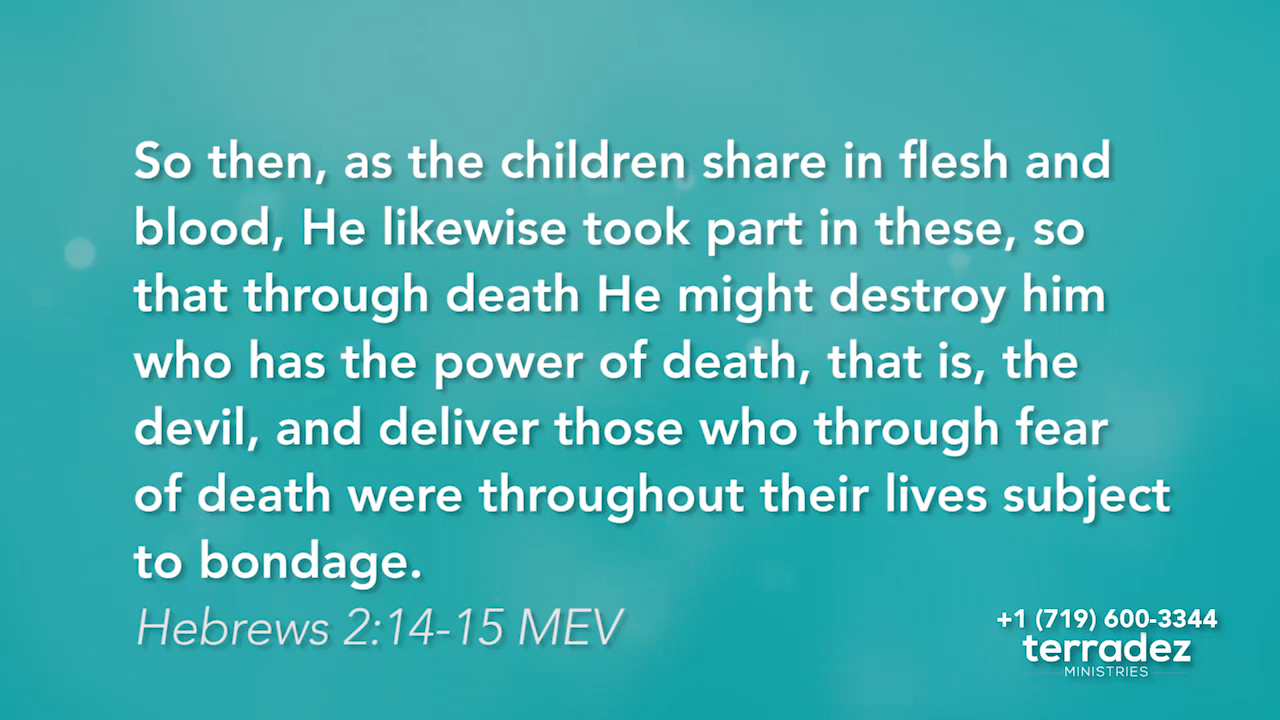 So then, as the children share in flesh and
blood, He likewise took part in these, so
that through death He might destroy him
who has the power of death, that is, the
devil, and deliver those who through fear
of death were throughout their lives subject
to bondage.
Hebrews 2:14-15 MEV
+1 (719) 600-3344
terradez
MINISTRIES